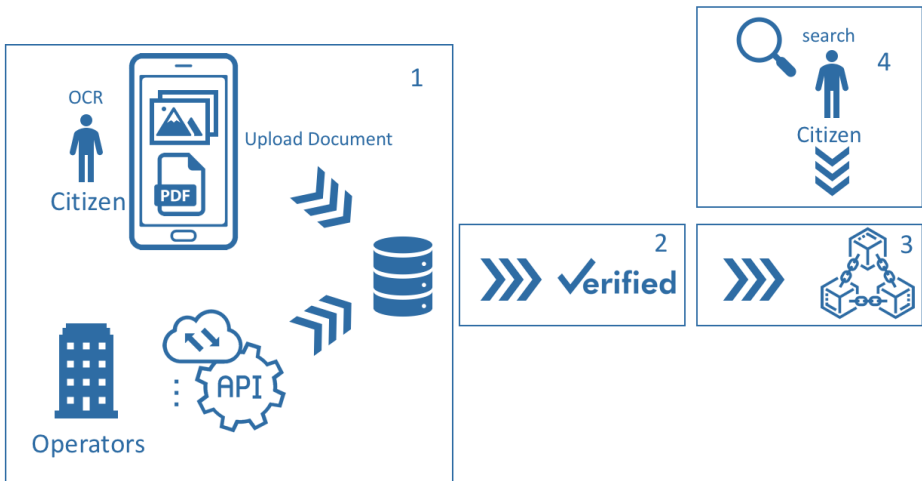 1
OCR
Citizen
PDF
Upload Document
API
Operators
2
Verified
3
search
4
Citizen